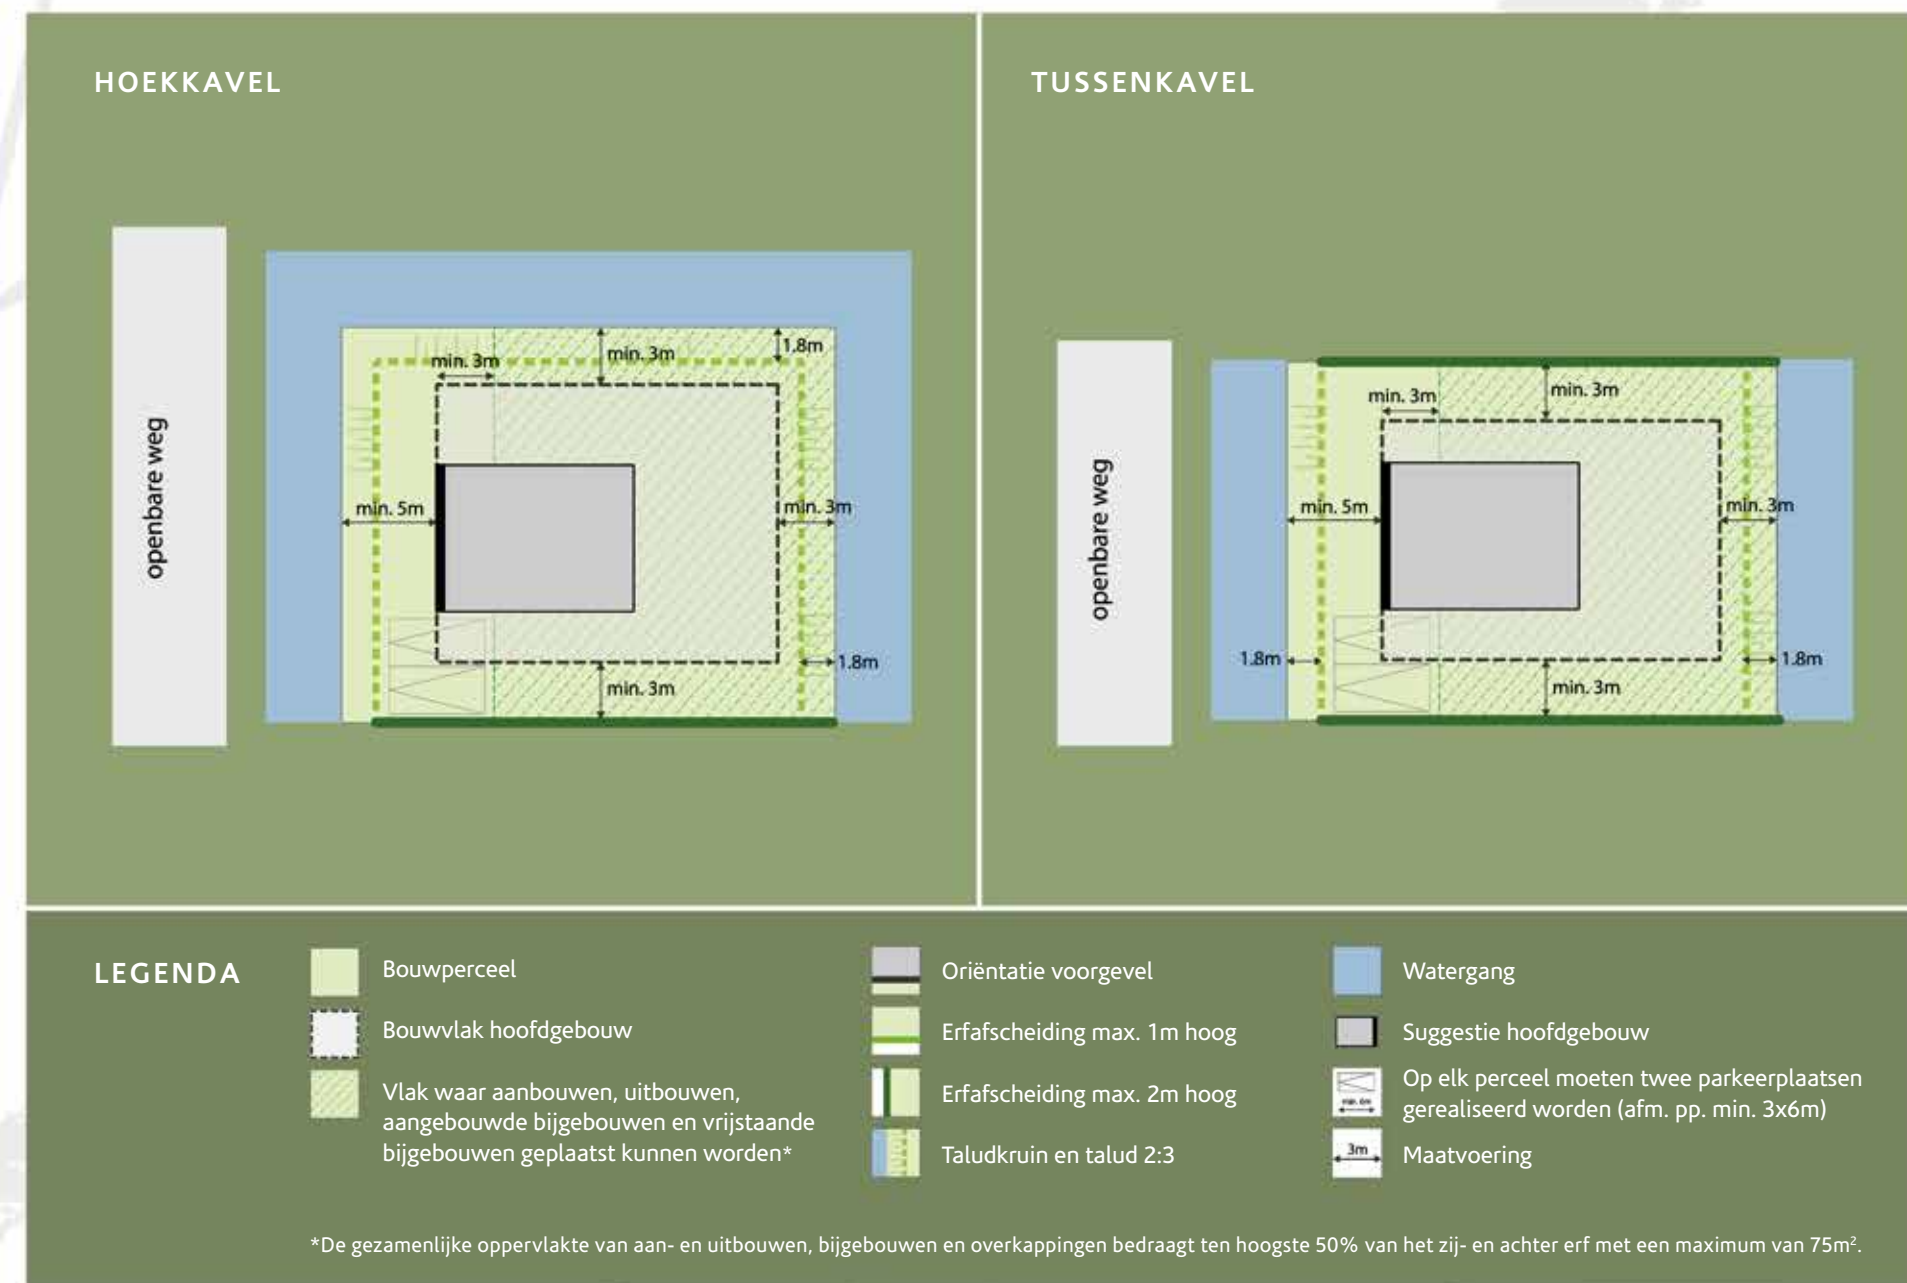 HOEKKAVEL
openbare weg
min. 3m
min. 3m
1.8m
min. 5m
min. 3m
1.8m
min. 3m
TUSSENKAVEL
openbare weg
min. 3m
min. 3m
min. 5m
min. 3m
1.8m
1.8m
min. 3m
LEGENDA
Bouwperceel
Bouwvlak hoofdgebouw
Vlak waar aanbouwen, uitbouwen,
aangebouwde bijgebouwen en vrijstaande
bijgebouwen geplaatst kunnen worden*
Oriëntatie voorgevel
Erfafscheiding max. 1m hoog
Erfafscheiding max. 2m hoog
Taludkruin en talud 2:3
Watergang
Suggestie hoofdgebouw
min. 6m
Op elk perceel moeten twee parkeerplaatsen
gerealiseerd worden (afm. pp. min. 3x6m)
3m
Maatvoering
*De gezamenlijke oppervlakte van aan- en uitbouwen, bijgebouwen en overkappingen bedraagt ten hoogste 50% van het zij- en achter erf met een maximum van 75m².